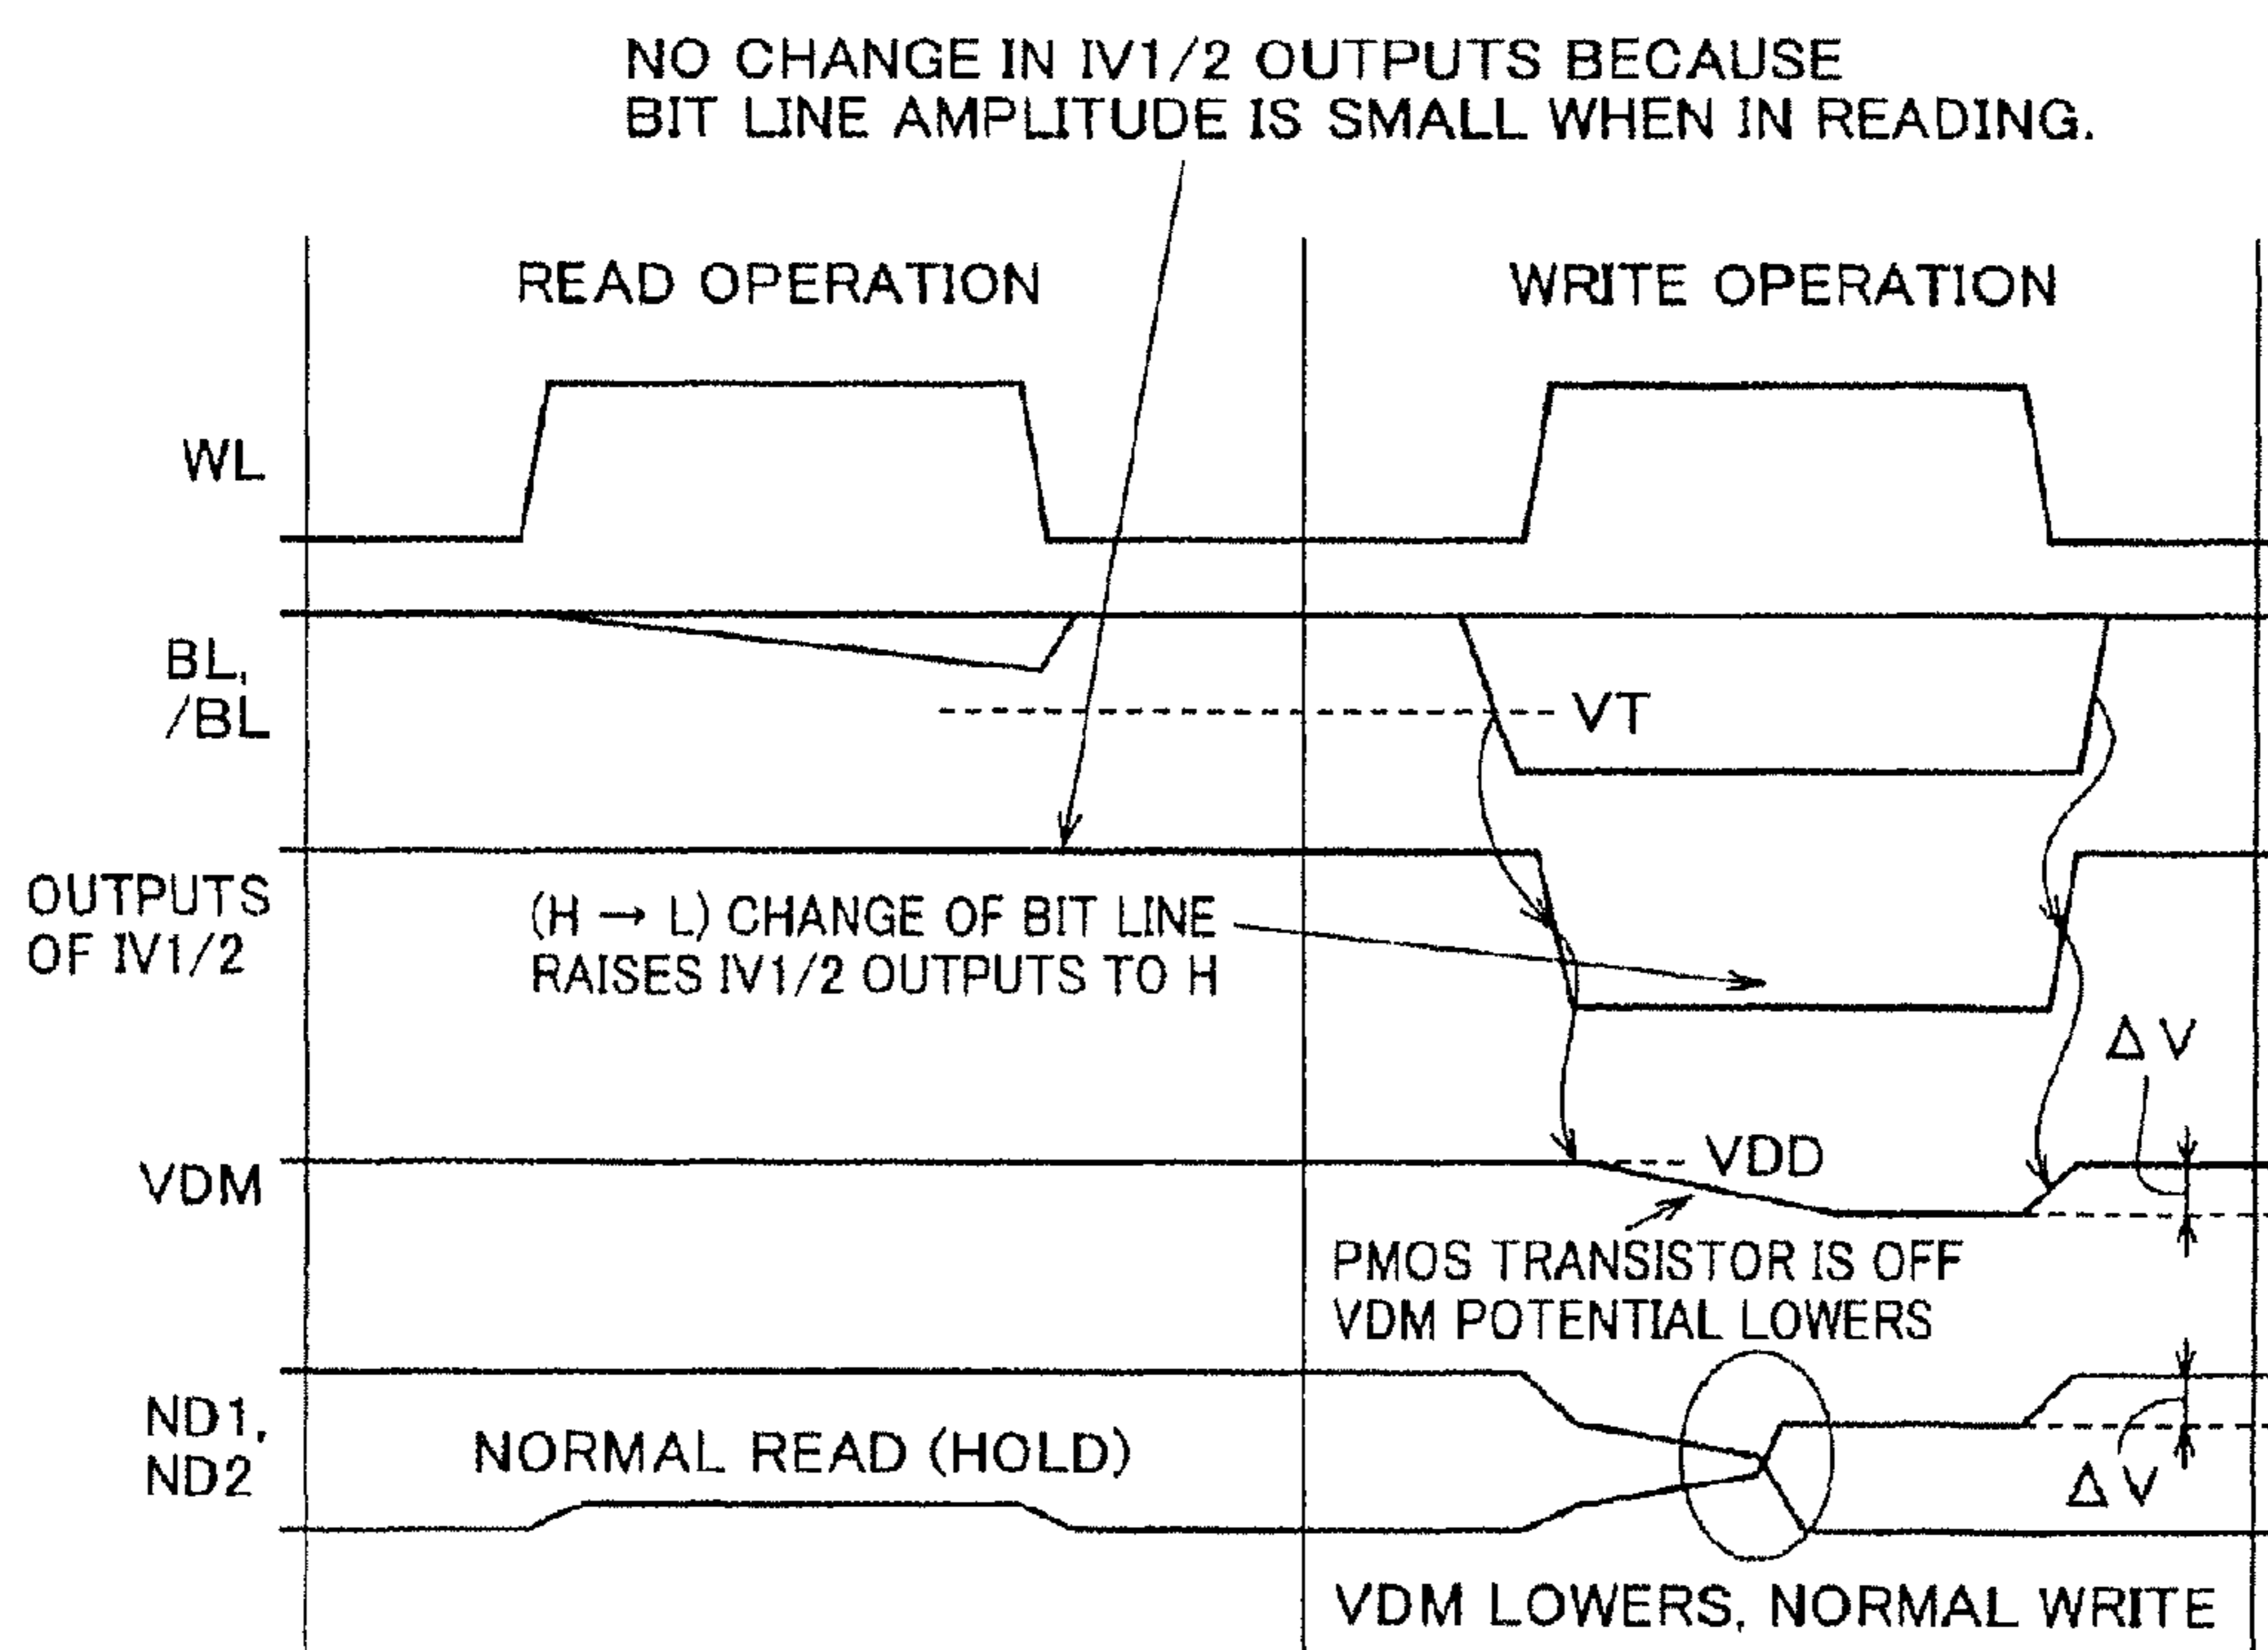 NO CHANGE IN IV1/2 OUTPUTS BECAUSE
BIT LINE AMPLITUDE IS SMALL WHEN IN READING.
READ OPERATION
WRITE OPERATION
WL
BL,
/BL
VT
OUTPUTS
OF IV1/2
(H → L) CHANGE OF BIT LINE
RAISES IV1/2 OUTPUTS TO H
ΔV
VDM
VDD
PMOS TRANSISTOR IS OFF
VDM POTENTIAL LOWERS
ND1,
ND2
NORMAL READ (HOLD)
ΔV
VDM LOWERS, NORMAL WRITE